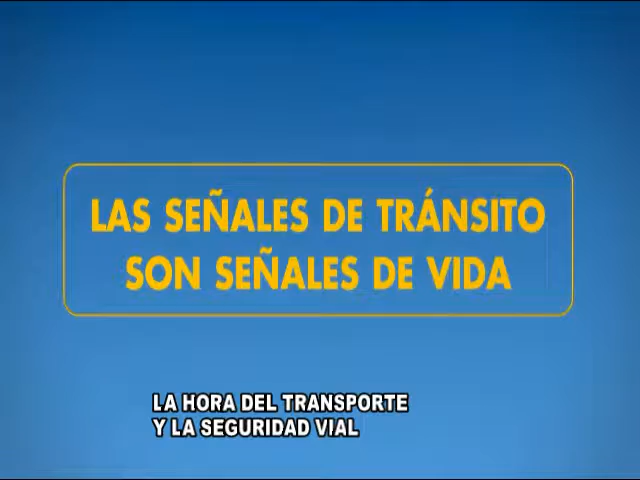 LAS SEÑALES DE TRÁNSITO
SON SEÑALES DE VIDA
LA HORA DEL TRANSPORTE
Y LA SEGURIDAD VIAL